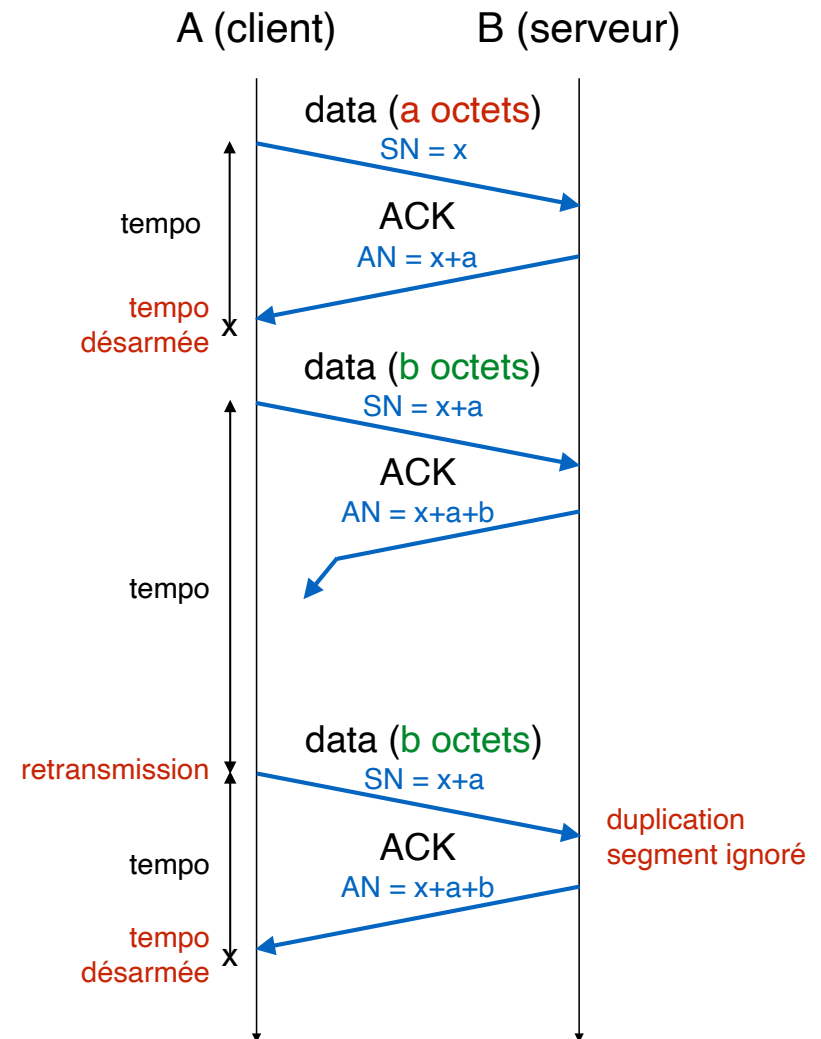 A (client)
B (serveur)
data (a octets)
SN = x
tempo
ACK
AN = x+a
tempo
désarmée
x
data (b octets)
SN = x+a
ACK
AN = x+a+b
tempo
data (b octets)
retransmission
SN = x+a
duplication
segment ignoré
ACK
tempo
AN = x+a+b
tempo
désarmée
x